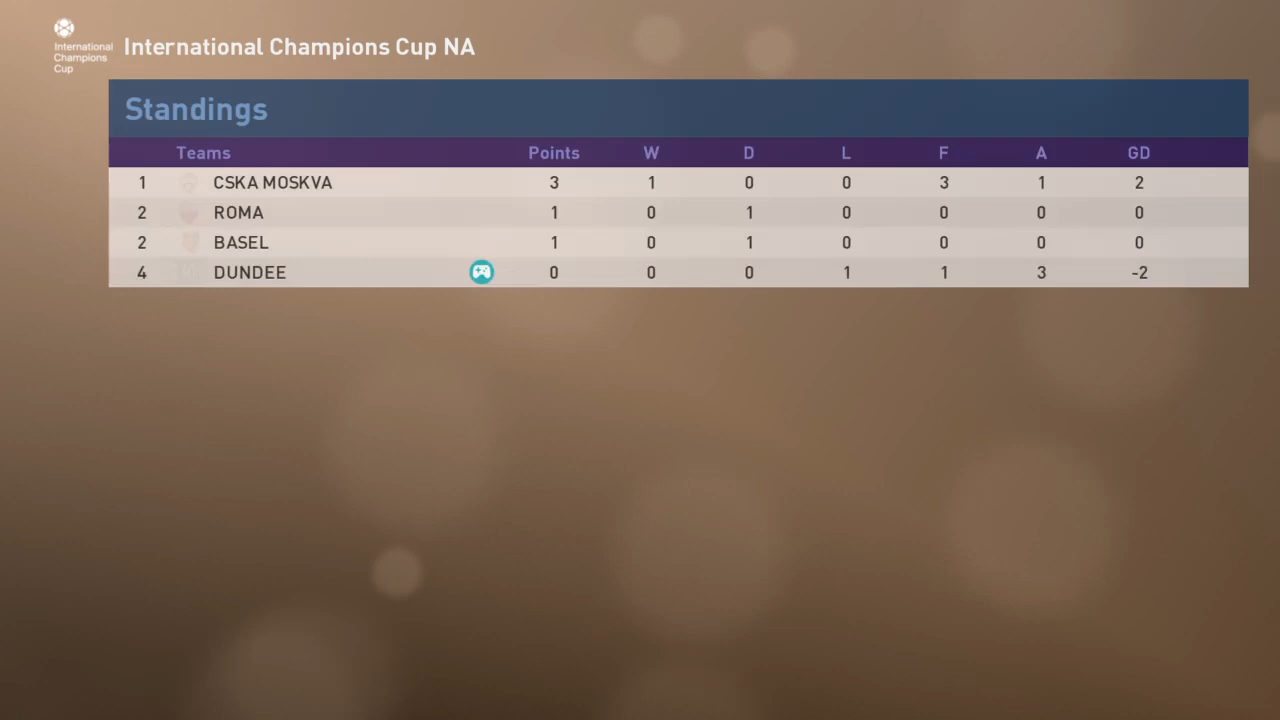 International
Champions
Cup
International Champions Cup NA
Standings
Teams Points W D L F A GD
1 CSKA MOSKVA 3 1 0 0 3 1 2
2 ROMA 1 0 1 0 0 0 0
2 BASEL 1 0 1 0 0 0 0
4 DUNDEE 0 0 0 1 1 3 -2